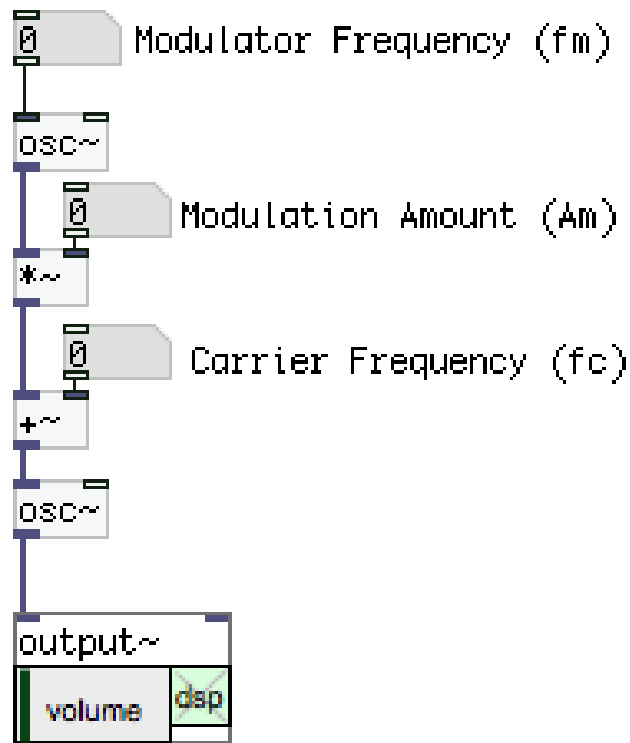 0 Modulator Frequency (fm)
osc~
0 Modulation Amount (Am)
*~
0 Carrier Frequency (fc)
+~
osc~
output~
volume dsp